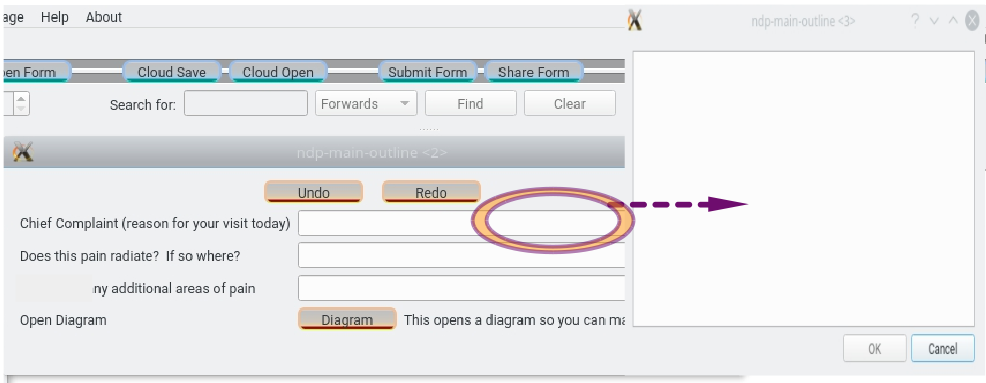 age Help About
ndp-main-outline <3>
en Form Cloud Save Cloud Open Submit Form Share Form
Search for: Forwards Find Clear
ndp-main-outline <2>
Undo Redo
Chief Complaint (reason for your visit today)
Does this pain radiate? If so where?
ny additional areas of pain
Open Diagram Diagram This opens a diagram so you can ma
OK Cancel